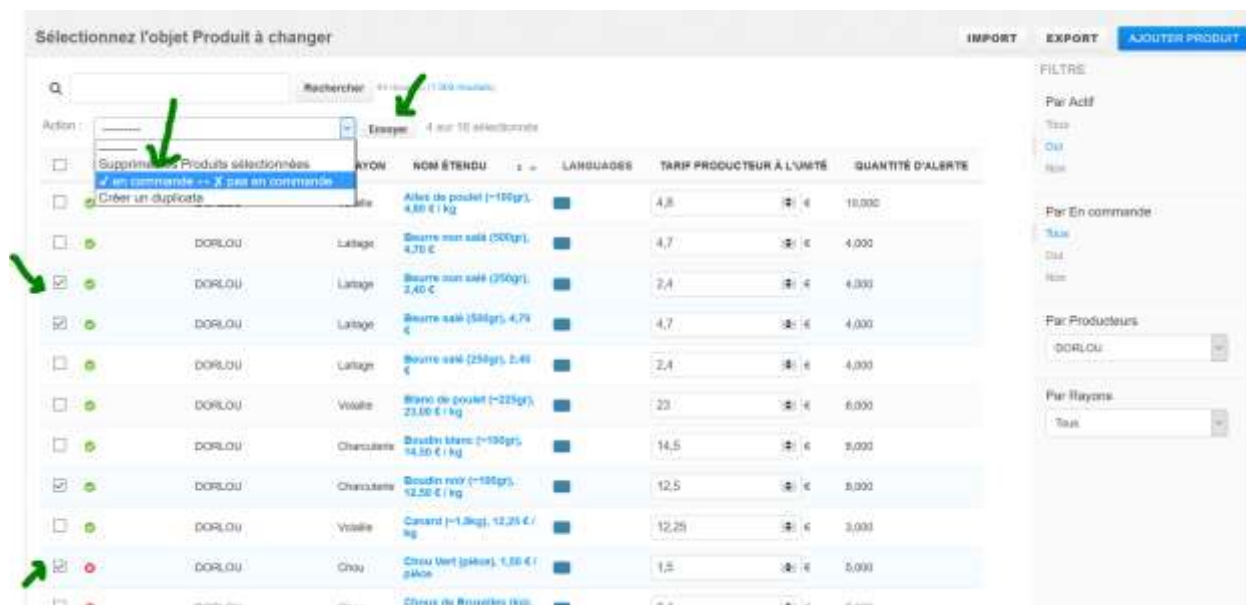 Sélectionnez l'objet Produit à changer
IMPORT EXPORT AJOUTER PRODUIT
FILTRE
Rechercher
Par Actif
Tous
Oui
Non
Action : --------- Envoyer 4 sur 16 sélectionnés
---------
Supprimer Produits sélectionnées
✓ en commande ↔ ✗ pas en commande
Créer un duplicata
NOM ÉTENDU LANGUAGES TARIF PRODUCTEUR À L'UNITÉ QUANTITÉ D'ALERTE
Ailes de poulet (~100gr),
4,80 € / kg
4,8 € 10,000
Par En commande
Tous
Oui
Non
DORLOU Laitage Beurre non salé (500gr),
4,70 €
4,7 € 4,000
DORLOU Laitage Beurre non salé (250gr),
2,40 €
2,4 € 4,000
DORLOU Laitage Beurre salé (500gr), 4,70
€
4,7 € 4,000
Par Producteurs
DORLOU
DORLOU Laitage Beurre salé (250gr), 2,40
€
2,4 € 4,000
DORLOU Volaille Blanc de poulet (~225gr),
23,00 € / kg
23 € 6,000
Par Rayons
Tous
DORLOU Charcuterie Boudin blanc (~100gr),
14,50 € / kg
14,5 €
DORLOU Charcuterie Boudin noir (~100gr),
12,50 € / kg
12,5 €
DORLOU Volaille Canard (~1,8kg), 12,25 € /
kg
12,25 € 3,000
DORLOU Chou Chou Vert (pièce), 1,50 € /
pièce
1,5 € 5,000
Choux de Bruxelles